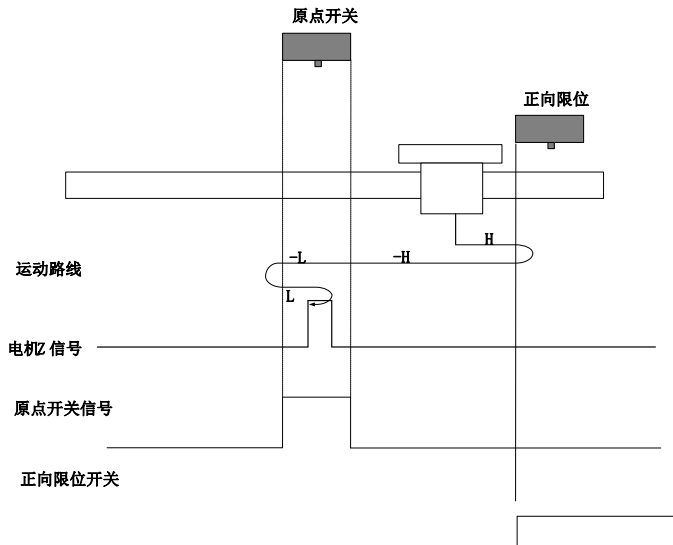 原点开关
正向限位
H
-L
-H
运动路线
L
电机Z 信号
原点开关信号
正向限位开关